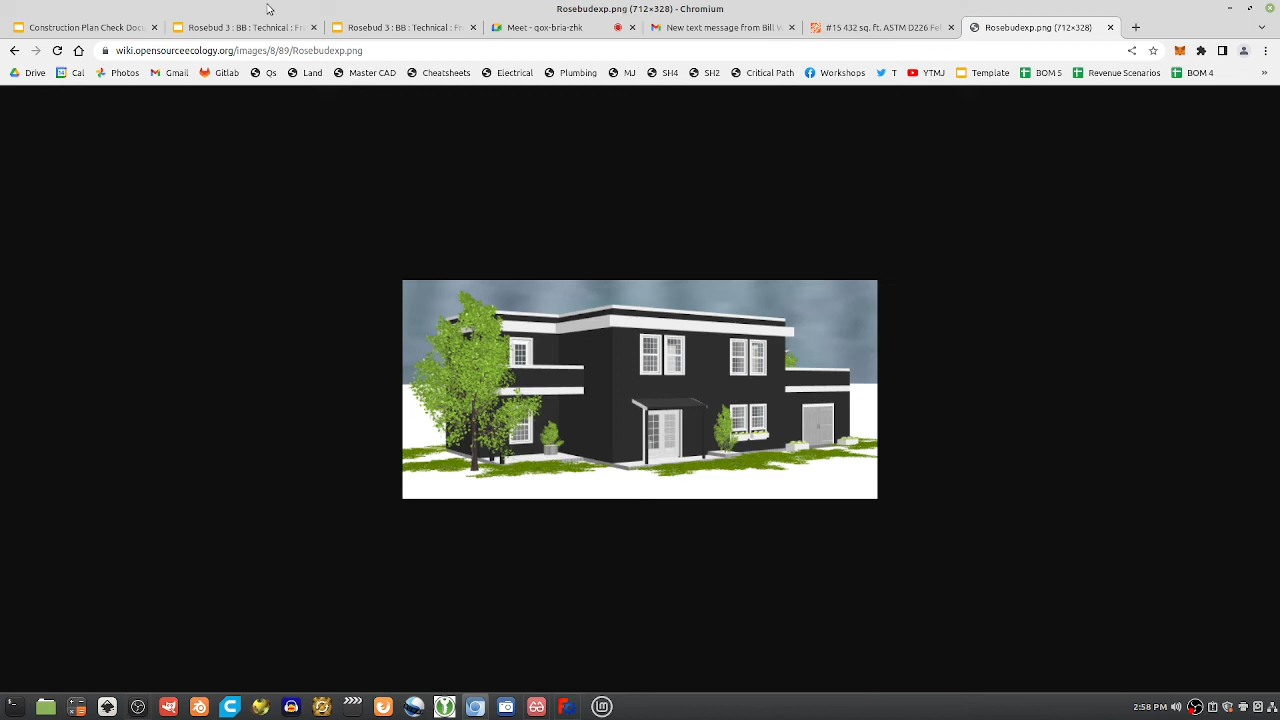 Rosebudexp.png (712×328) - Chromium
Construction Plan Check Docu
Rosebud 3 : BB : Technical : Fra
Rosebud 3 : BB : Technical : Fra
Meet - qox-bria-zhk
New text message from Bill W
#15 432 sq. ft. ASTM D226 Fel
Rosebudexp.png (712×328)
wiki.opensourceecology.org/images/8/89/Rosebudexp.png
Drive
Cal
Photos
Gmail
Gitlab
Qs
Land
Master CAD
Cheatsheets
Electrical
Plumbing
MJ
SH4
SH2
Critical Path
Workshops
T
YTMJ
Template
BOM 5
Revenue Scenarios
BOM 4
»
2:58 PM